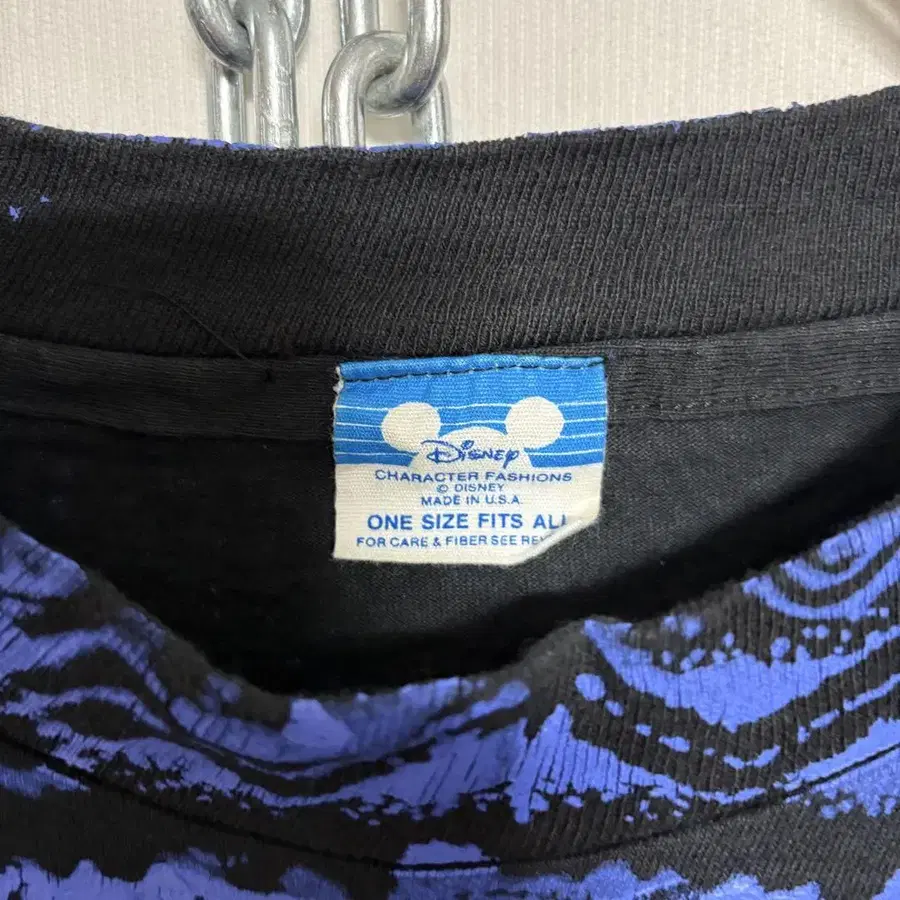 Disney
CHARACTER FASHIONS
© DISNEY
MADE IN U.S.A.
ONE SIZE FITS ALL
FOR CARE & FIBER SEE